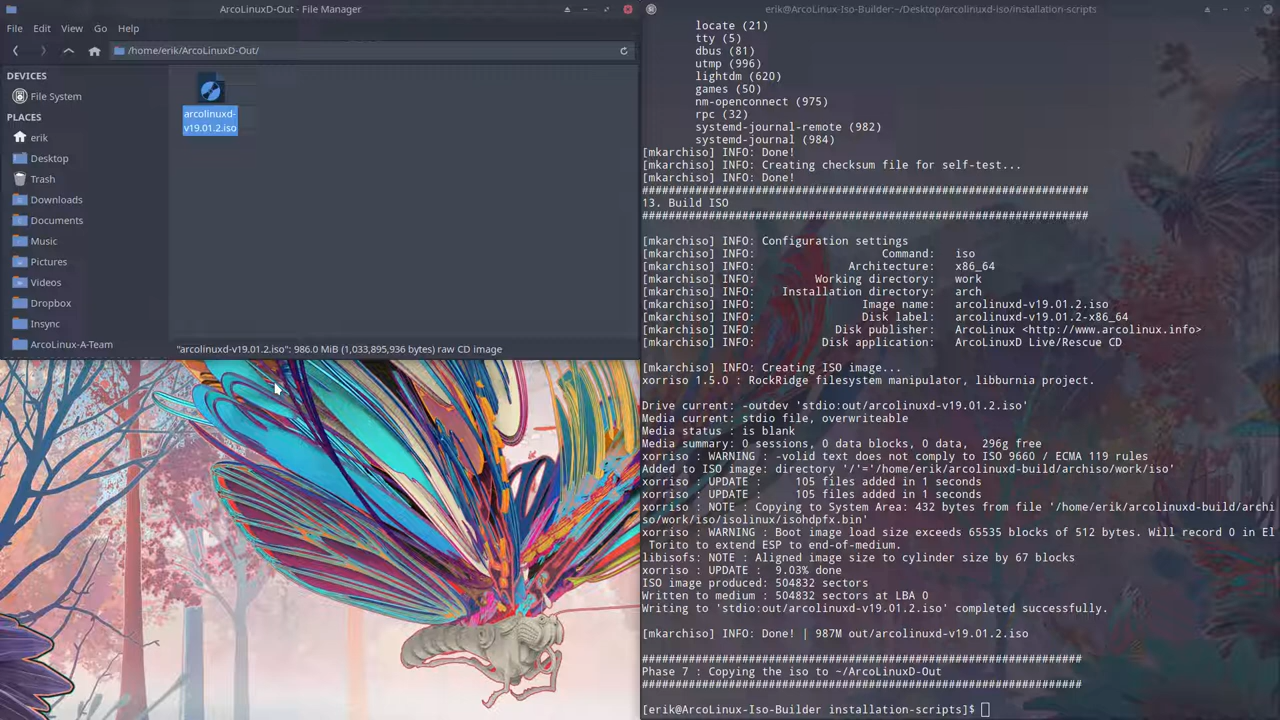 ArcoLinuxD-Out - File Manager
File Edit View Go Help
/home/erik/ArcoLinuxD-Out/
DEVICES
File System
PLACES
erik
Desktop
Trash
Downloads
Documents
Music
Pictures
Videos
Dropbox
Insync
ArcoLinux-A-Team
arcolinuxd-
v19.01.2.iso
"arcolinuxd-v19.01.2.iso": 986.0 MiB (1,033,895,936 bytes) raw CD image
erik@ArcoLinux-Iso-Builder:~/Desktop/arcolinuxd-iso/installation-scripts
locate (21)
tty (5)
dbus (81)
utmp (996)
lightdm (620)
games (50)
nm-openconnect (975)
rpc (32)
systemd-journal-remote (982)
systemd-journal (984)
[mkarchiso] INFO: Done!
[mkarchiso] INFO: Creating checksum file for self-test...
[mkarchiso] INFO: Done!
###################################################################
13. Build ISO
###################################################################
[mkarchiso] INFO: Configuration settings
[mkarchiso] INFO: Command: iso
[mkarchiso] INFO: Architecture: x86_64
[mkarchiso] INFO: Working directory: work
[mkarchiso] INFO: Installation directory: arch
[mkarchiso] INFO: Image name: arcolinuxd-v19.01.2.iso
[mkarchiso] INFO: Disk label: arcolinuxd-v19.01.2-x86_64
[mkarchiso] INFO: Disk publisher: ArcoLinux <http://www.arcolinux.info>
[mkarchiso] INFO: Disk application: ArcoLinuxD Live/Rescue CD
[mkarchiso] INFO: Creating ISO image...
xorriso 1.5.0 : RockRidge filesystem manipulator, libburnia project.
Drive current: -outdev 'stdio:out/arcolinuxd-v19.01.2.iso'
Media current: stdio file, overwriteable
Media status : is blank
Media summary: 0 sessions, 0 data blocks, 0 data, 296g free
xorriso : WARNING : -volid text does not comply to ISO 9660 / ECMA 119 rules
Added to ISO image: directory '/'='/home/erik/arcolinuxd-build/archiso/work/iso'
xorriso : UPDATE : 105 files added in 1 seconds
xorriso : UPDATE : 105 files added in 1 seconds
xorriso : NOTE : Copying to System Area: 432 bytes from file '/home/erik/arcolinuxd-build/archi
so/work/iso/isolinux/isohdpfx.bin'
xorriso : WARNING : Boot image load size exceeds 65535 blocks of 512 bytes. Will record 0 in El
Torito to extend ESP to end-of-medium.
libisofs: NOTE : Aligned image size to cylinder size by 67 blocks
xorriso : UPDATE : 9.03% done
ISO image produced: 504832 sectors
Written to medium : 504832 sectors at LBA 0
Writing to 'stdio:out/arcolinuxd-v19.01.2.iso' completed successfully.
[mkarchiso] INFO: Done! | 987M out/arcolinuxd-v19.01.2.iso
##################################################################
Phase 7 : Copying the iso to ~/ArcoLinuxD-Out
##################################################################
[erik@ArcoLinux-Iso-Builder installation-scripts]$